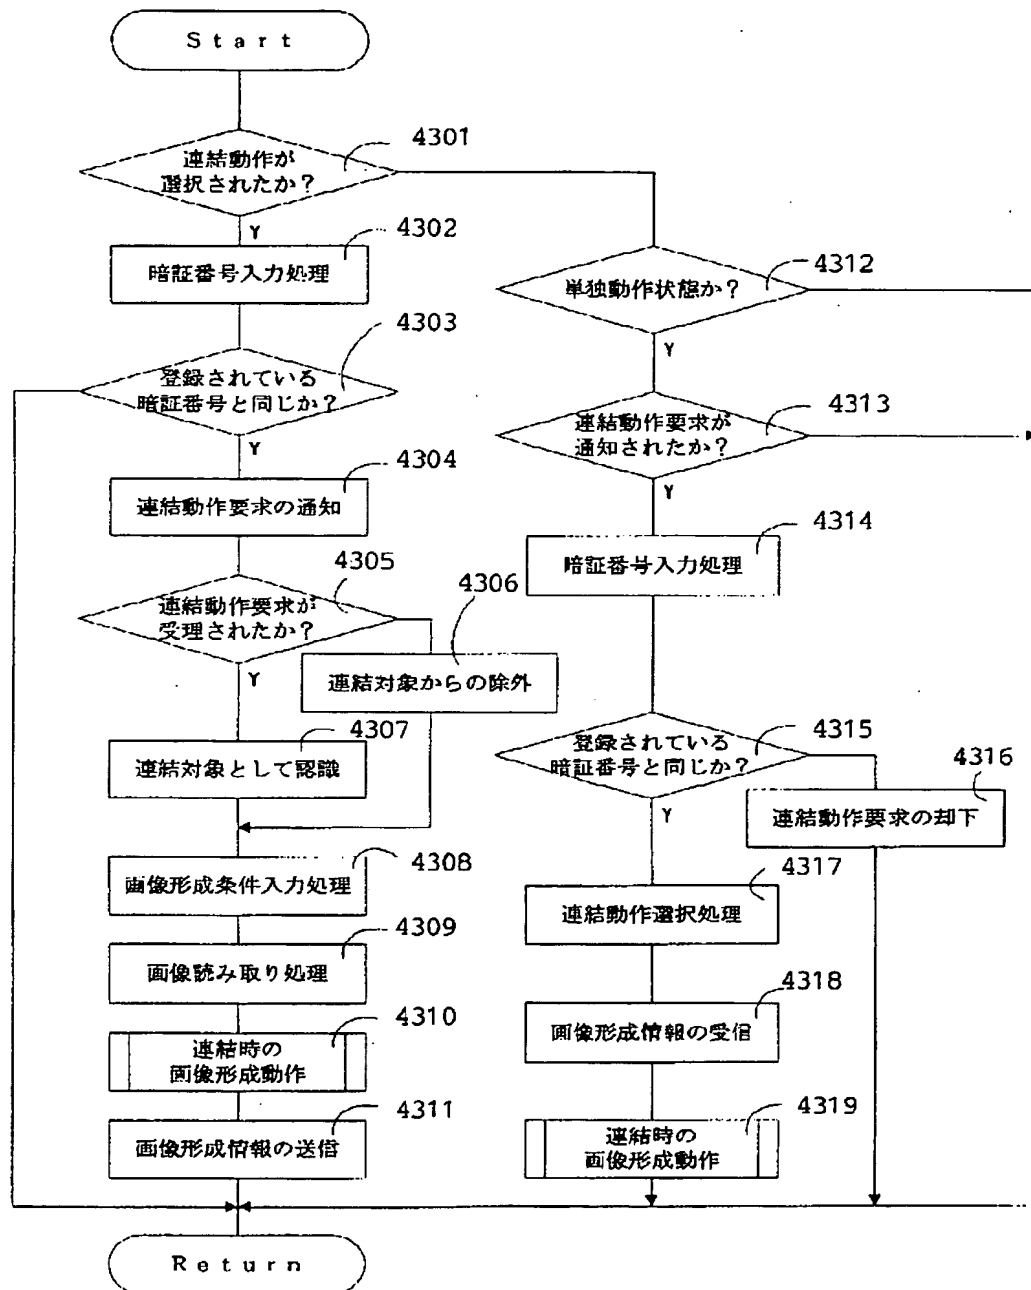 Start
4301
連結動作が
選択されたか?
Y
4302
暗証番号入力処理
4303
登録されている
暗証番号と同じか?
Y
4304
連結動作要求の通知
4305
連結動作要求が
受理されたか?
Y
4306
連結対象からの除外
4307
連結対象として認識
4308
画像形成条件入力処理
4309
画像読み取り処理
4310
連結時の
画像形成動作
4311
画像形成情報の送信
4312
単独動作状態か?
Y
4313
連結動作要求が
通知されたか?
Y
4314
暗証番号入力処理
4315
登録されている
暗証番号と同じか?
Y
4316
連結動作要求の却下
4317
連結動作選択処理
4318
画像形成情報の受信
4319
連結時の
画像形成動作
Return